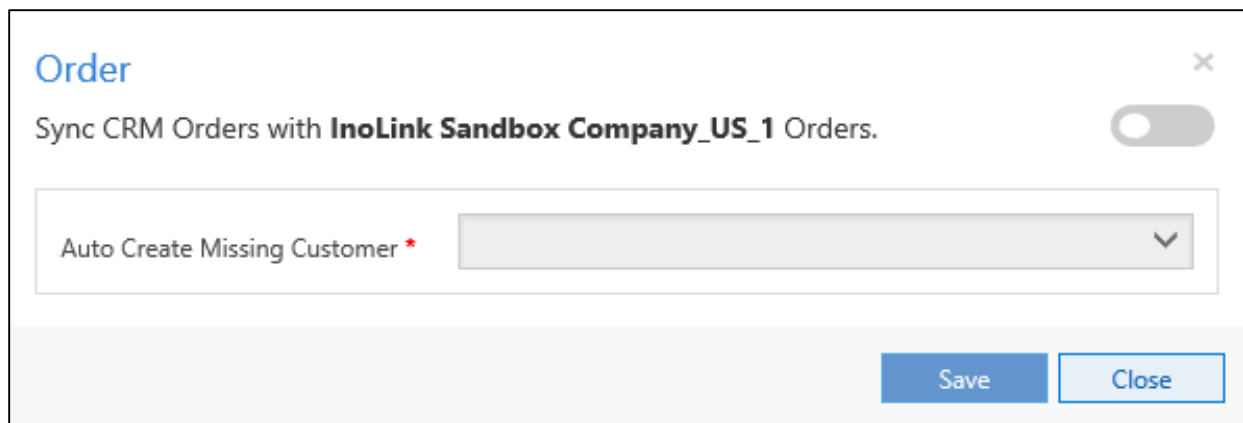 Order
Sync CRM Orders with InoLink Sandbox Company_US_1 Orders.
Auto Create Missing Customer *
Save
Close